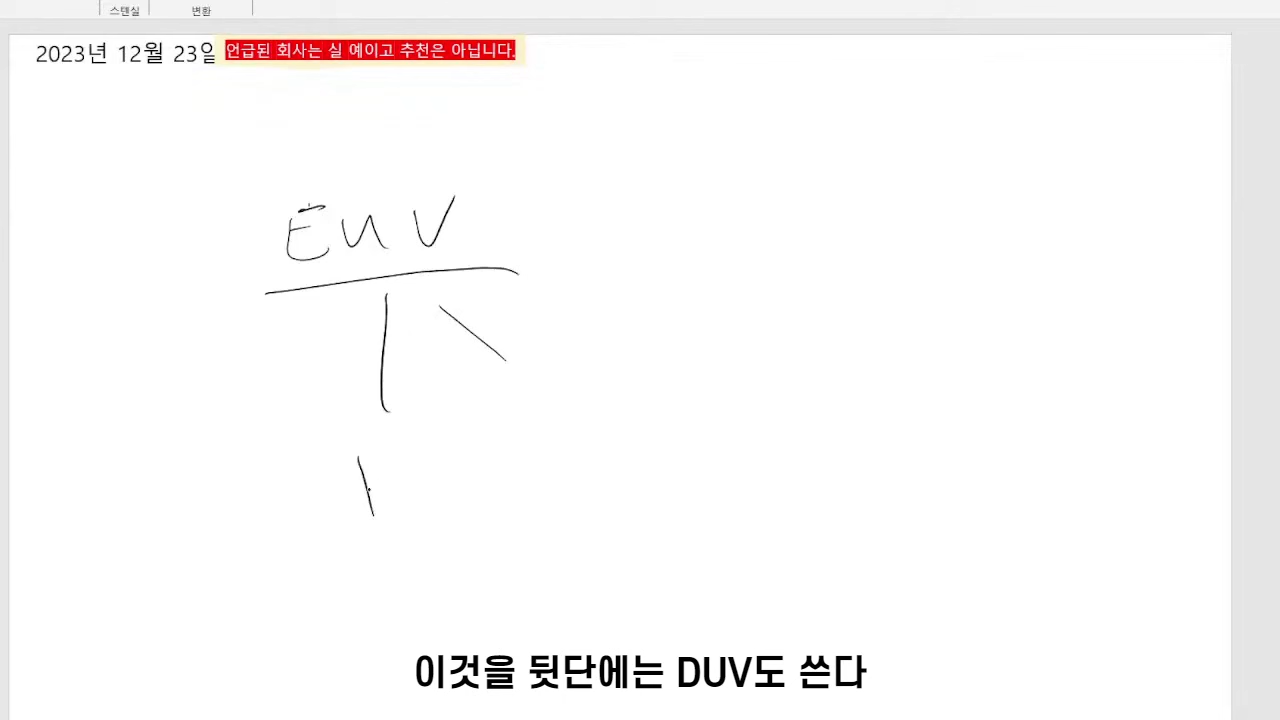 스텐실 변환
2023년 12월 23일 언급된 회사는 실 예이고 추천은 아닙니다.
EUV
이것을 뒷단에는 DUV도 쓴다